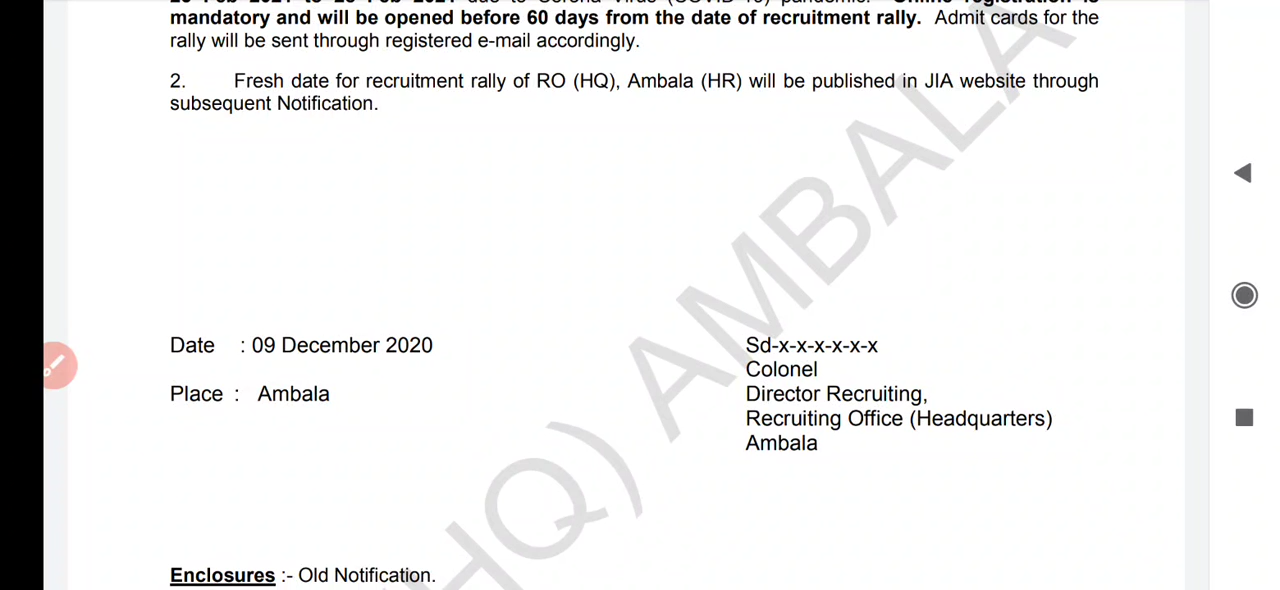 mandatory and will be opened before 60 days from the date of recruitment rally. Admit cards for the
rally will be sent through registered e-mail accordingly.
2. Fresh date for recruitment rally of RO (HQ), Ambala (HR) will be published in JIA website through
subsequent Notification.
HQ) AMBALA
Date : 09 December 2020
Sd-x-x-x-x-x-x
Colonel
Place : Ambala
Director Recruiting,
Recruiting Office (Headquarters)
Ambala
Enclosures :- Old Notification.